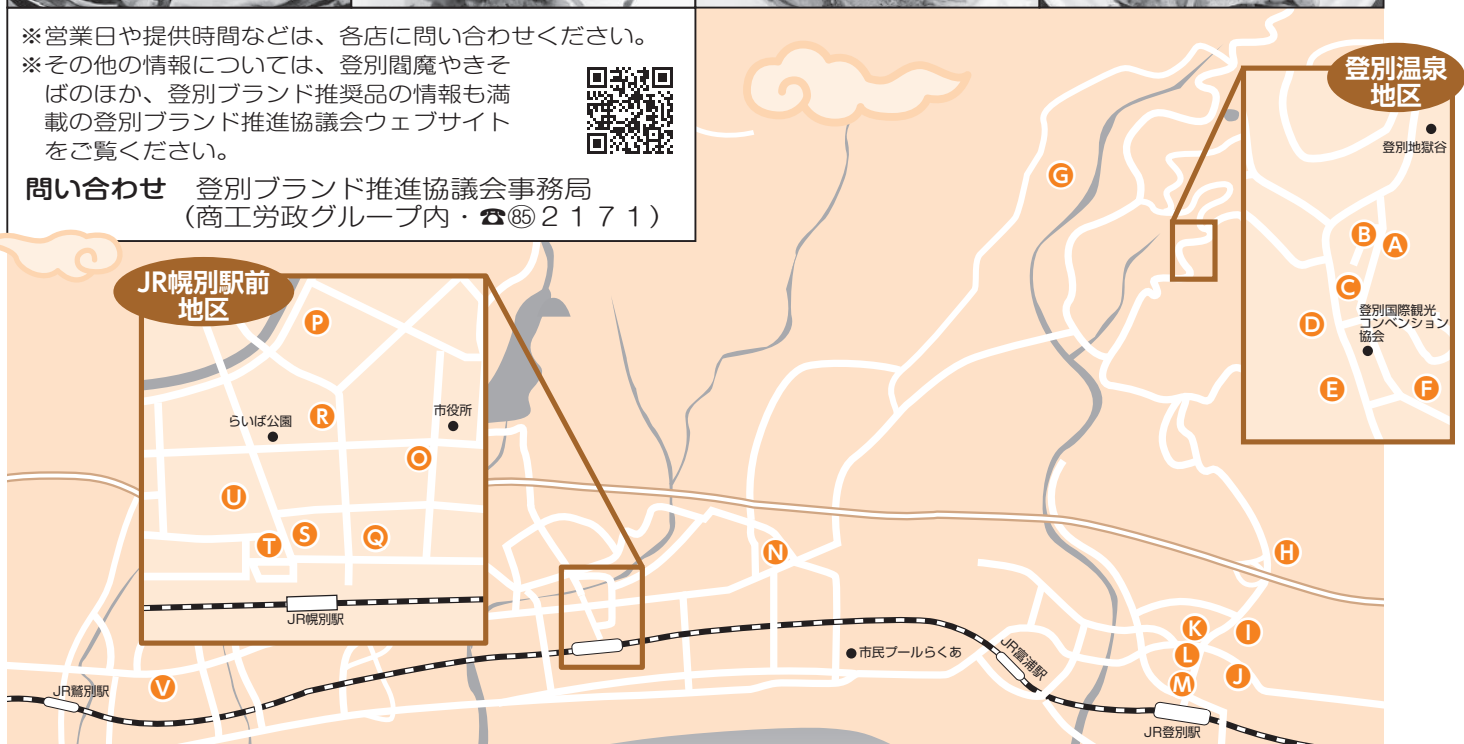 ※営業日や提供時間などは、各店に問い合わせください。
※その他の情報については、登別閻魔やきそ
ばのほか、登別ブランド推奨品の情報も満
載の登別ブランド推進協議会ウェブサイト
をご覧ください。
問い合わせ 登別ブランド推進協議会事務局
(商工労政グループ内・☎㊗２１７１)
登別温泉
地区
登別地獄谷
B
A
C
登別国際観光
コンベンション
協会
D
E
F
G
JR幌別駅前
地区
P
R
らいば公園
市役所
O
U
T
S
Q
JR幌別駅
N
H
K
I
L
J
M
市民プールらくあ
JR富浦駅
JR登別駅
V
JR鷲別駅